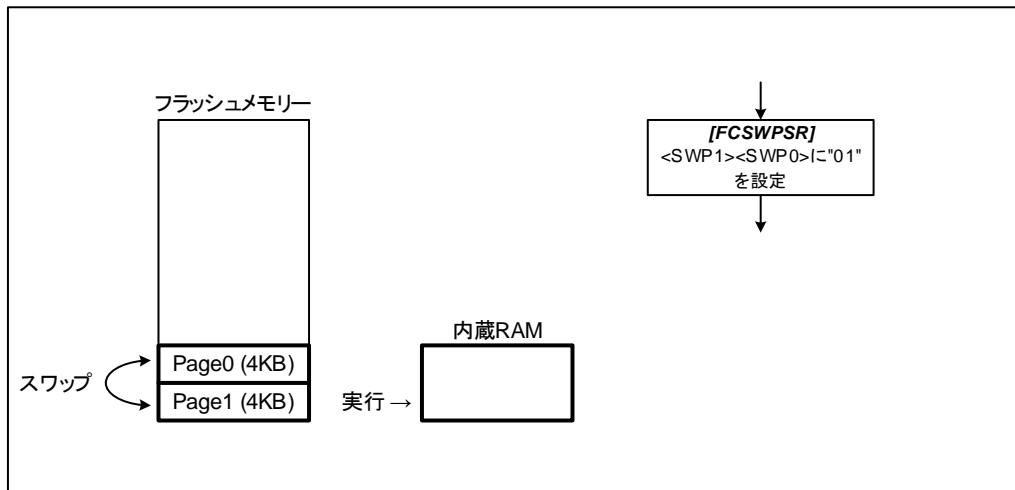 フラッシュメモリー
[FCSWPSR]
<SWP1><SWP0>に"01"
を設定
内蔵RAM
Page0 (4KB)
スワップ
Page1 (4KB)
実行→